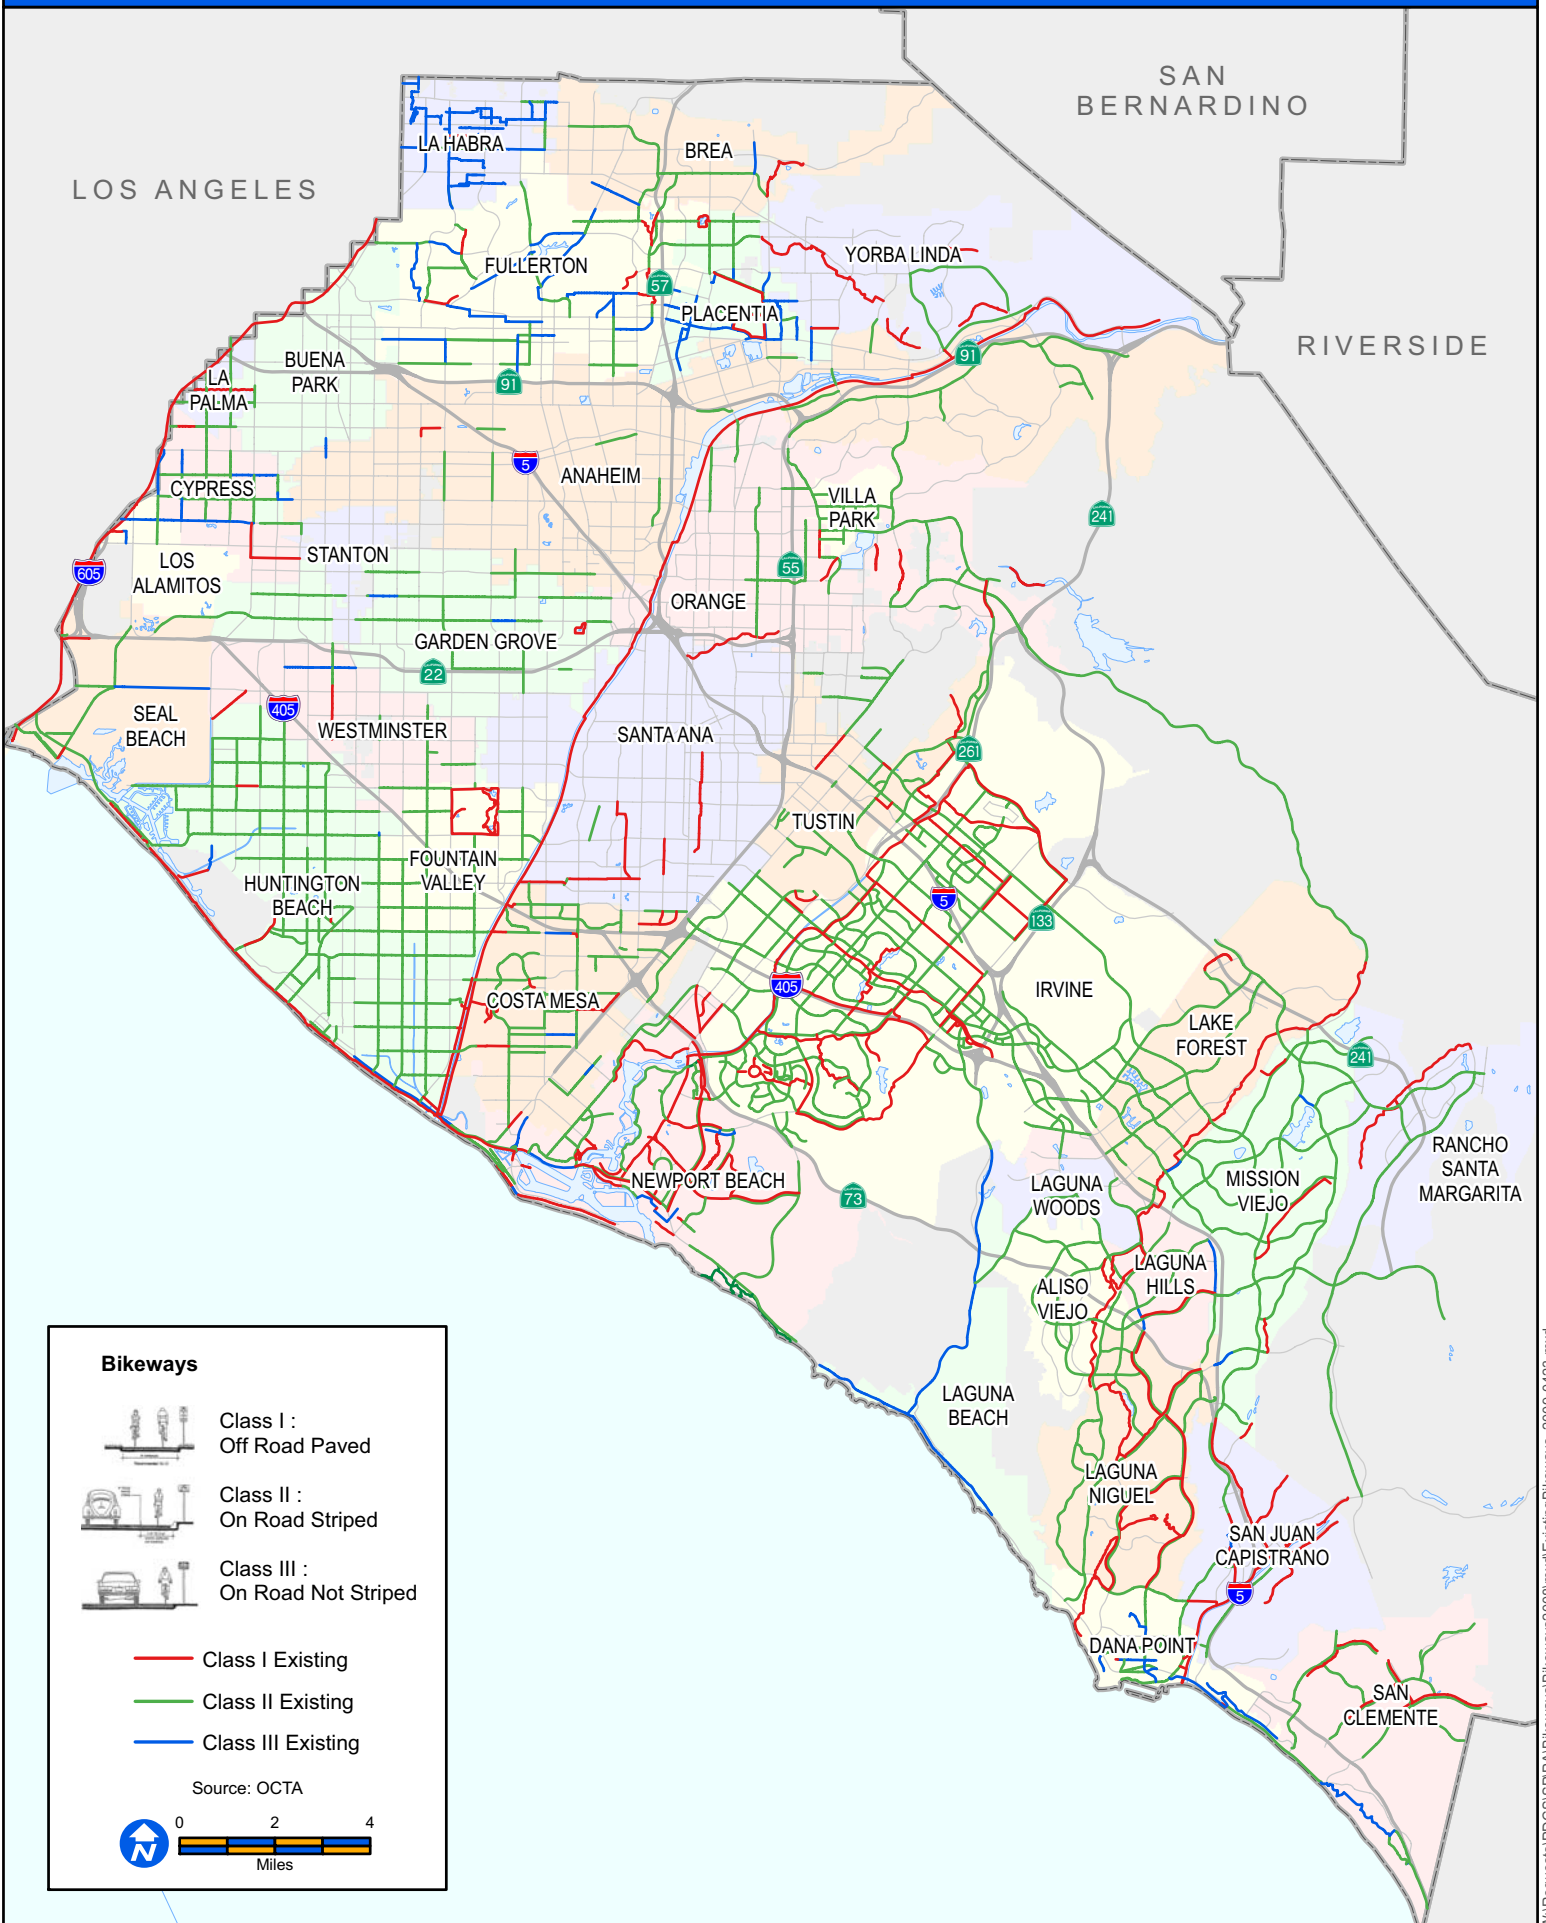 SAN
BERNARDINO
LOS ANGELES
RIVERSIDE
LA HABRA
BREA
YORBA LINDA
FULLERTON
57
PLACENTIA
BUENA
PARK
91
91
LA
PALMA
5
ANAHEIM
CYPRESS
VILLA
PARK
241
STANTON
LOS
ALAMITOS
605
55
ORANGE
GARDEN GROVE
22
SEAL
BEACH
405
WESTMINSTER
SANTA ANA
261
TUSTIN
FOUNTAIN
VALLEY
HUNTINGTON
BEACH
5
133
405
IRVINE
COSTA MESA
LAKE
FOREST
241
RANCHO
SANTA
MARGARITA
NEWPORT BEACH
73
LAGUNA
WOODS
MISSION
VIEJO
LAGUNA
HILLS
ALISO
VIEJO
LAGUNA
BEACH
LAGUNA
NIGUEL
SAN JUAN
CAPISTRANO
5
DANA POINT
SAN
CLEMENTE
Bikeways
Class I :
Off Road Paved
Class II :
On Road Striped
Class III :
On Road Not Striped
Class I Existing
Class II Existing
Class III Existing
Source: OCTA
N
0 2 4
Miles